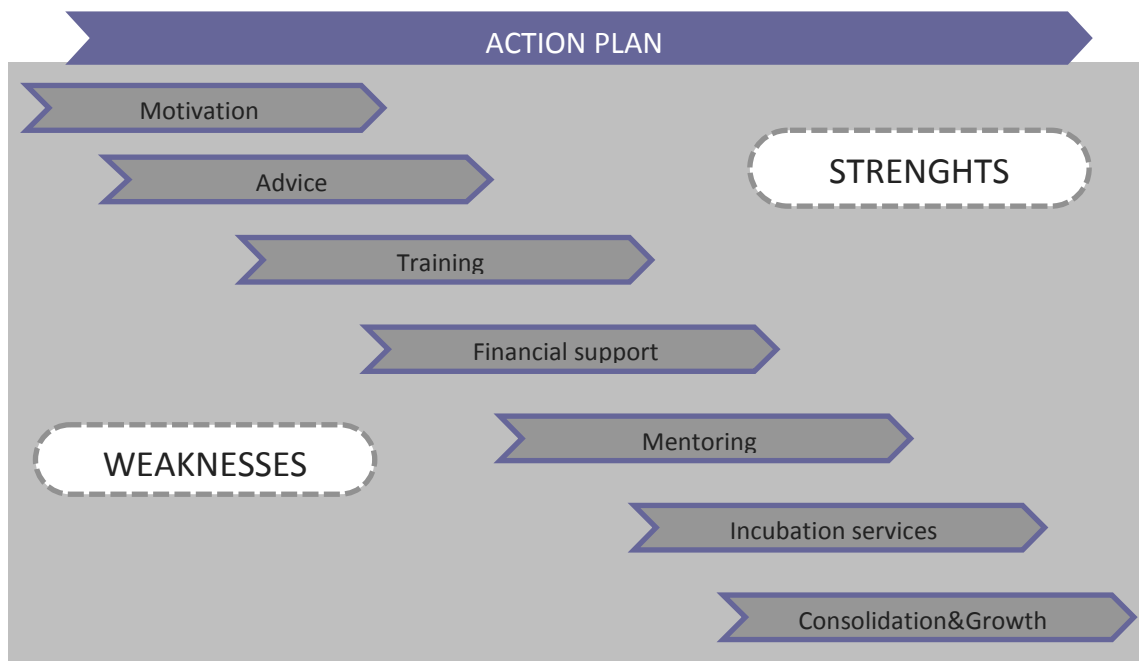 ACTION PLAN
Motivation
STRENGHTS
Advice
Training
Financial support
Mentoring
WEAKNESSES
Incubation services
Consolidation&Growth